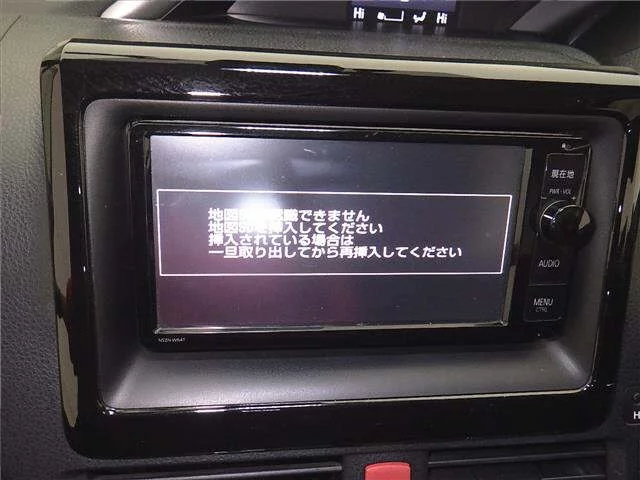 Hi Hi
現在地
PWR・VOL
地図 できません
地図 挿入してください
挿入されている場合は
一旦取り出してから再挿入してください
AUDIO
MENU
CTRL
NSZN-W64T